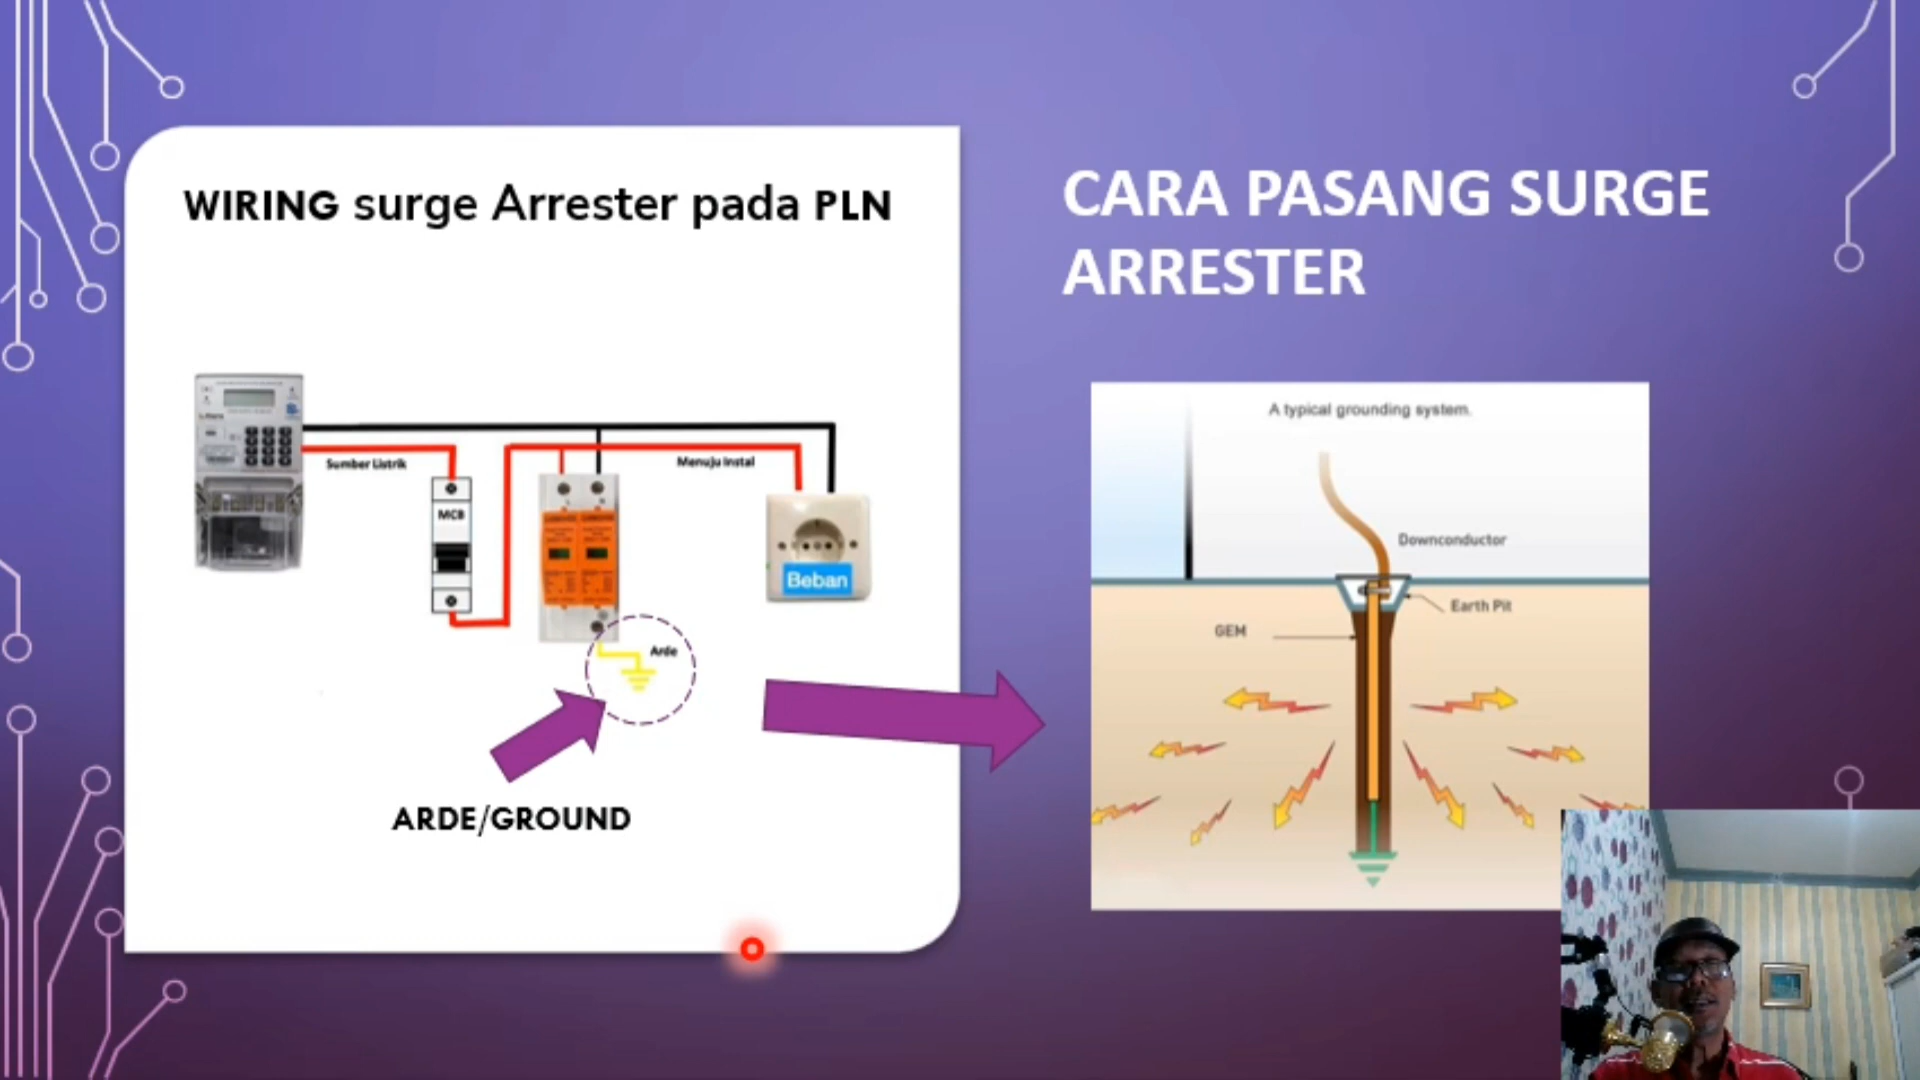 WIRING surge Arrester pada PLN
CARA PASANG SURGE
ARRESTER
Sumber Listrik
Menuju Instal
MCB
Beban
Arde
ARDE/GROUND
A typical grounding system.
Downconductor
Earth Pit
GEM